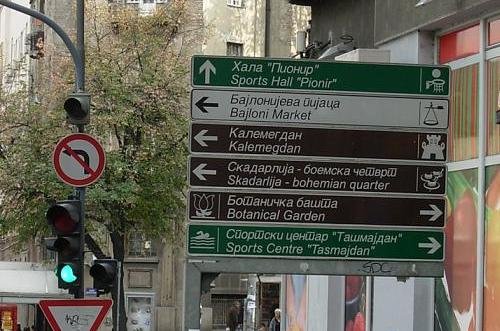 Хала "Пионир"
Sports Hall "Pionir"
Бајлонијева пијаца
Bajloni Market
Калемегдан
Kalemegdan
Скадарлија - боемска четврт
Skadarlija - bohemian quarter
Ботаничка башта
Botanical Garden
Спортски центар "Ташмајдан"
Sports Centre "Tasmajdan"